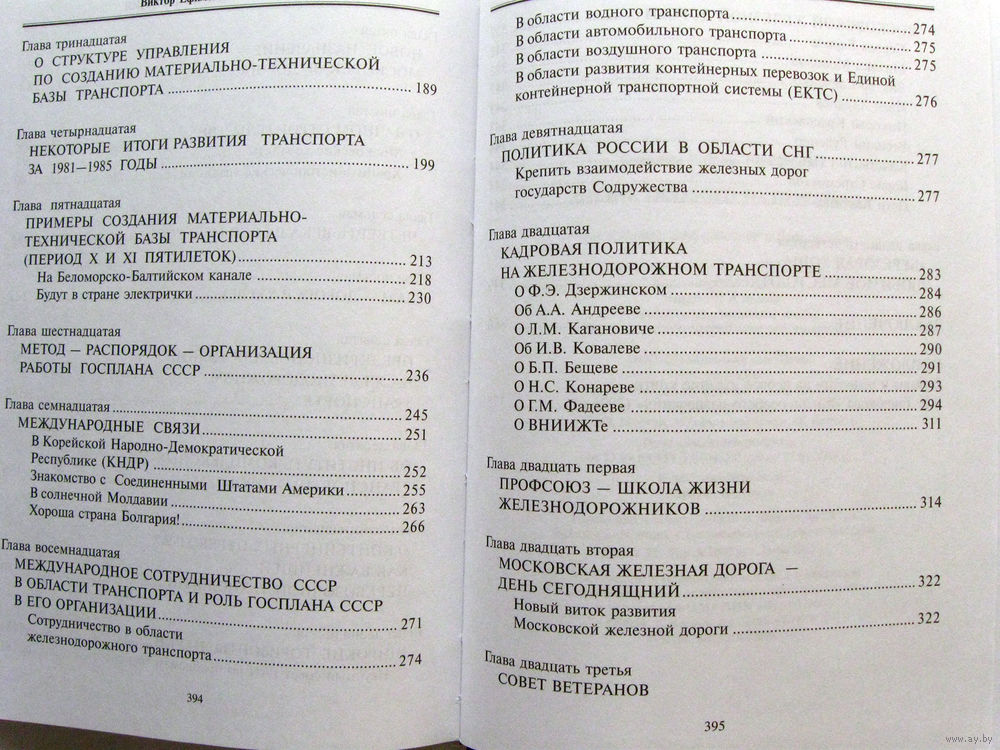 Виктор
Глава тринадцатая
О СТРУКТУРЕ УПРАВЛЕНИЯ
ПО СОЗДАНИЮ МАТЕРИАЛЬНО-ТЕХНИЧЕСКОЙ
БАЗЫ ТРАНСПОРТА ... 189
Глава четырнадцатая
НЕКОТОРЫЕ ИТОГИ РАЗВИТИЯ ТРАНСПОРТА
ЗА 1981—1985 ГОДЫ ... 199
Глава пятнадцатая
ПРИМЕРЫ СОЗДАНИЯ МАТЕРИАЛЬНО-
ТЕХНИЧЕСКОЙ БАЗЫ ТРАНСПОРТА
(ПЕРИОД X И XI ПЯТИЛЕТОК) ... 213
На Беломорско-Балтийском канале ... 218
Будут в стране электрички ... 230
Глава шестнадцатая
МЕТОД — РАСПОРЯДОК — ОРГАНИЗАЦИЯ
РАБОТЫ ГОСПЛАНА СССР ... 236
Глава семнадцатая ... 245
МЕЖДУНАРОДНЫЕ СВЯЗИ ... 251
В Корейской Народно-Демократической
Республике (КНДР) ... 252
Знакомство с Соединенными Штатами Америки ... 255
В солнечной Молдавии ... 263
Хороша страна Болгария! ... 266
Глава восемнадцатая
МЕЖДУНАРОДНОЕ СОТРУДНИЧЕСТВО СССР
В ОБЛАСТИ ТРАНСПОРТА И РОЛЬ ГОСПЛАНА СССР
В ЕГО ОРГАНИЗАЦИИ ... 271
Сотрудничество в области
железнодорожного транспорта ... 274
394
В области водного транспорта ... 274
В области автомобильного транспорта ... 275
В области воздушного транспорта ... 275
В области развития контейнерных перевозок и Единой
контейнерной транспортной системы (ЕКТС) ... 276
Глава девятнадцатая
ПОЛИТИКА РОССИИ В ОБЛАСТИ СНГ ... 277
Крепить взаимодействие железных дорог
государств Содружества ... 277
Глава двадцатая
КАДРОВАЯ ПОЛИТИКА
НА ЖЕЛЕЗНОДОРОЖНОМ ТРАНСПОРТЕ ... 283
О Ф.Э. Дзержинском ... 284
Об А.А. Андрееве ... 286
О Л.М. Кагановиче ... 287
Об И.В. Ковалеве ... 290
О Б.П. Бещеве ... 291
О Н.С. Конареве ... 293
О Г.М. Фадееве ... 294
О ВНИИЖТе ... 311
Глава двадцать первая
ПРОФСОЮЗ — ШКОЛА ЖИЗНИ
ЖЕЛЕЗНОДОРОЖНИКОВ ... 314
Глава двадцать вторая
МОСКОВСКАЯ ЖЕЛЕЗНАЯ ДОРОГА —
ДЕНЬ СЕГОДНЯЩНИЙ ... 322
Новый виток развития
Московской железной дороги ... 322
Глава двадцать третья
СОВЕТ ВЕТЕРАНОВ
395
www.ay.by